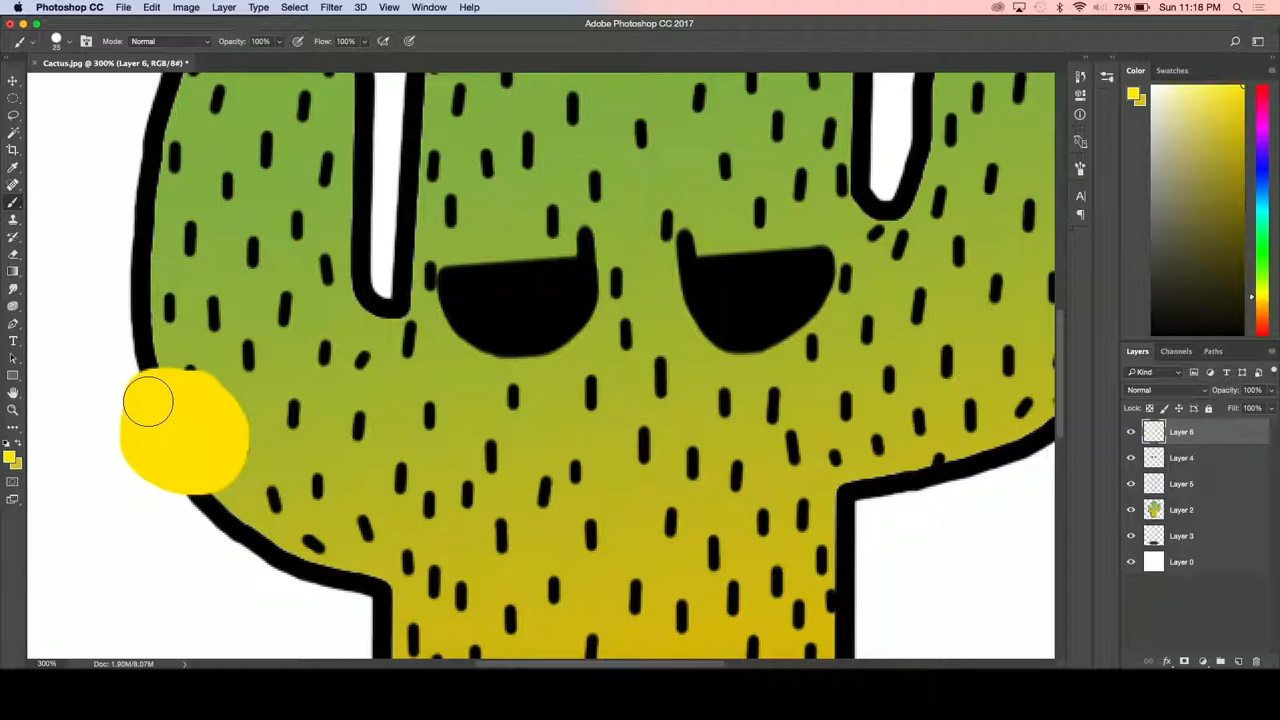 Photoshop CC File Edit Image Layer Type Select Filter 3D View Window Help 72% Sun 11:18 PM
Adobe Photoshop CC 2017
25 Mode: Normal Opacity: 100% Flow: 100%
Cactus.jpg @ 300% (Layer 6, RGB/8#) *
Color Swatches
Layers Channels Paths
Kind
Normal Opacity: 100%
Lock: Fill: 100%
Layer 6
Layer 4
Layer 5
Layer 2
Layer 3
Layer 0
300% Doc: 1.90M/8.07M